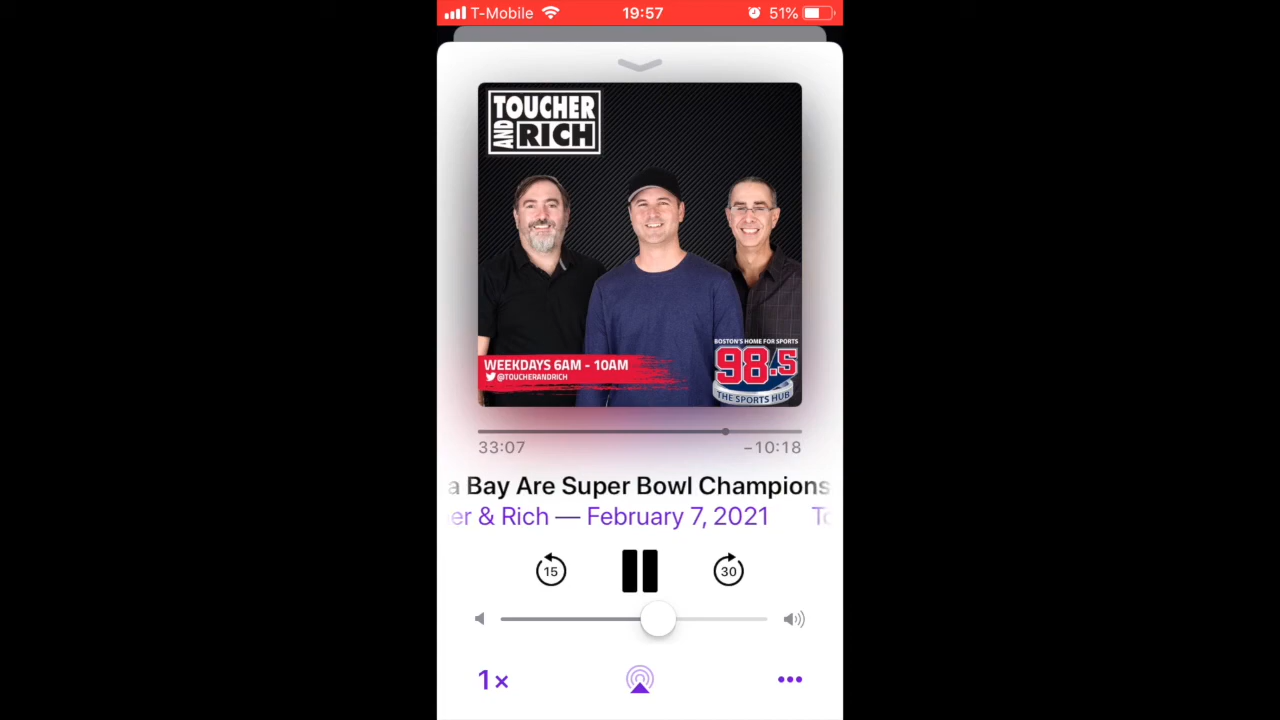 T-Mobile 19:57 51%
TOUCHER
AND RICH
WEEKDAYS 6AM - 10AM
@TOUCHERANDRICH
BOSTON'S HOME FOR SPORTS
98.5
THE SPORTS HUB
33:07 −10:18
a Bay Are Super Bowl Champions
er & Rich — February 7, 2021 To
15 30
1×